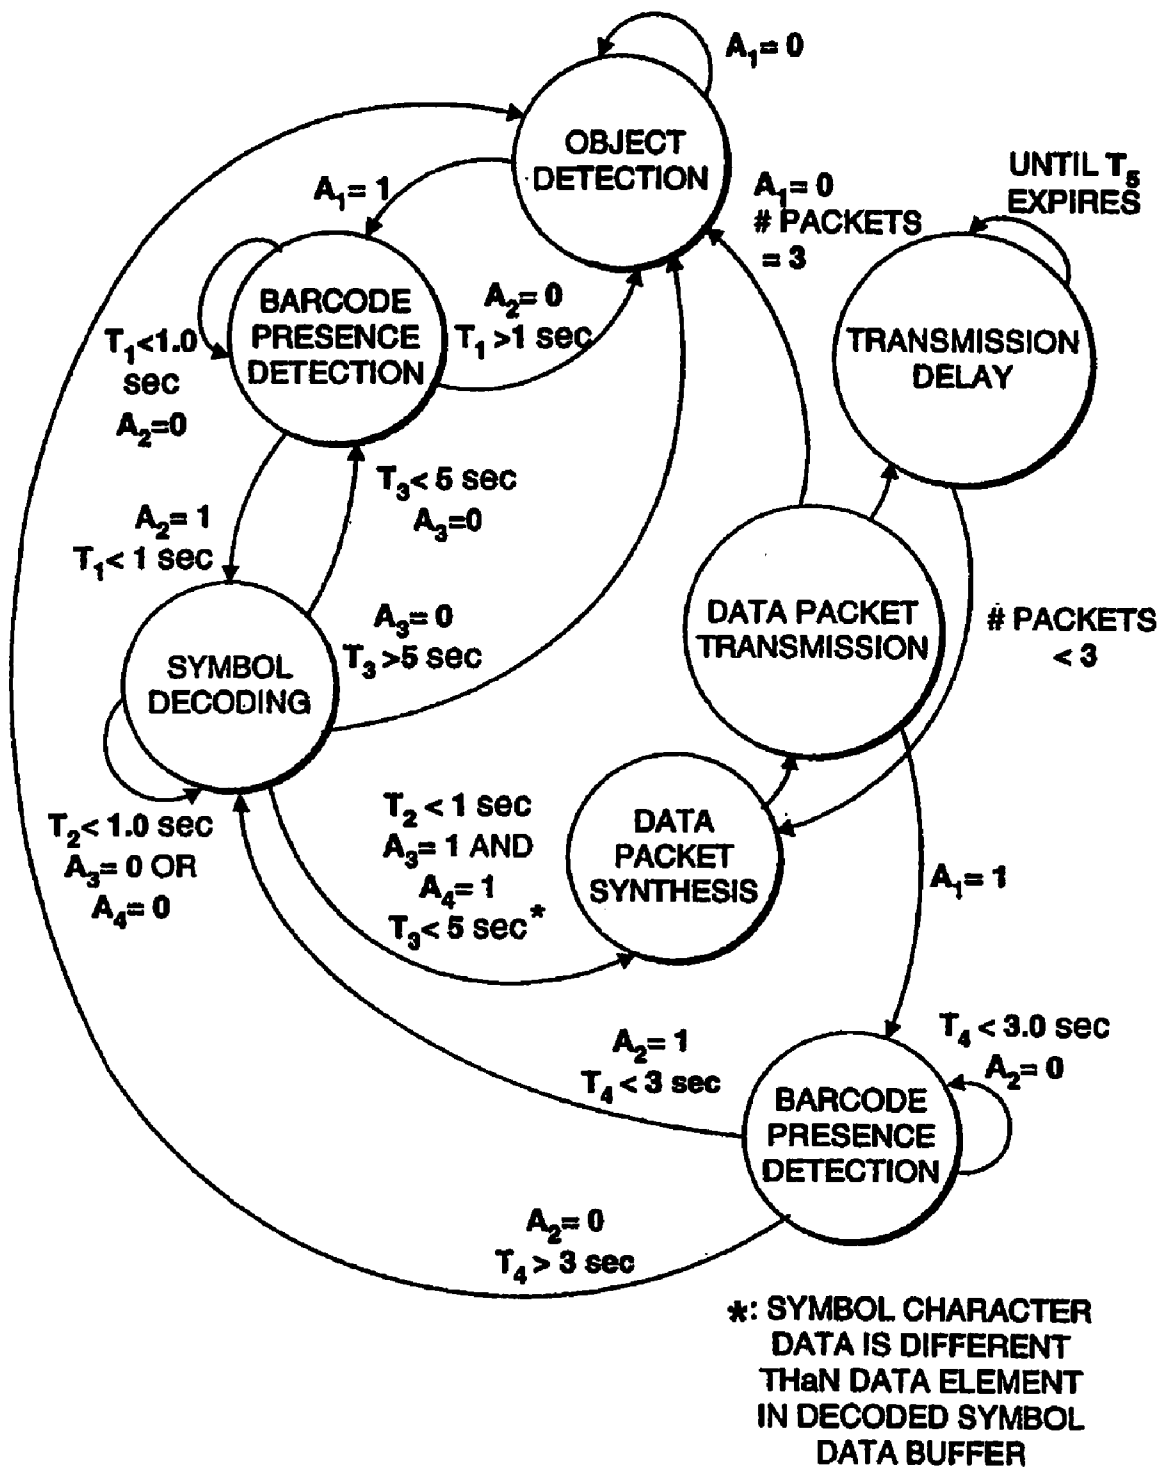 A₁= 0
OBJECT
DETECTION
A₁= 1
A₁= 0
# PACKETS
= 3
UNTIL T₅
EXPIRES
BARCODE
PRESENCE
DETECTION
A₂= 0
T₁ >1 sec
T₁<1.0
sec
A₂=0
TRANSMISSION
DELAY
T₃< 5 sec
A₃=0
A₂= 1
T₁< 1 sec
DATA PACKET
TRANSMISSION
# PACKETS
< 3
A₃= 0
T₃ >5 sec
SYMBOL
DECODING
T₂< 1.0 sec
A₃= 0 OR
A₄= 0
T₂ < 1 sec
A₃= 1 AND
A₄= 1
T₃< 5 sec*
DATA
PACKET
SYNTHESIS
A₁= 1
T₄ < 3.0 sec
A₂= 0
A₂= 1
T₄ < 3 sec
BARCODE
PRESENCE
DETECTION
A₂= 0
T₄ > 3 sec
*: SYMBOL CHARACTER
DATA IS DIFFERENT
THaN DATA ELEMENT
IN DECODED SYMBOL
DATA BUFFER